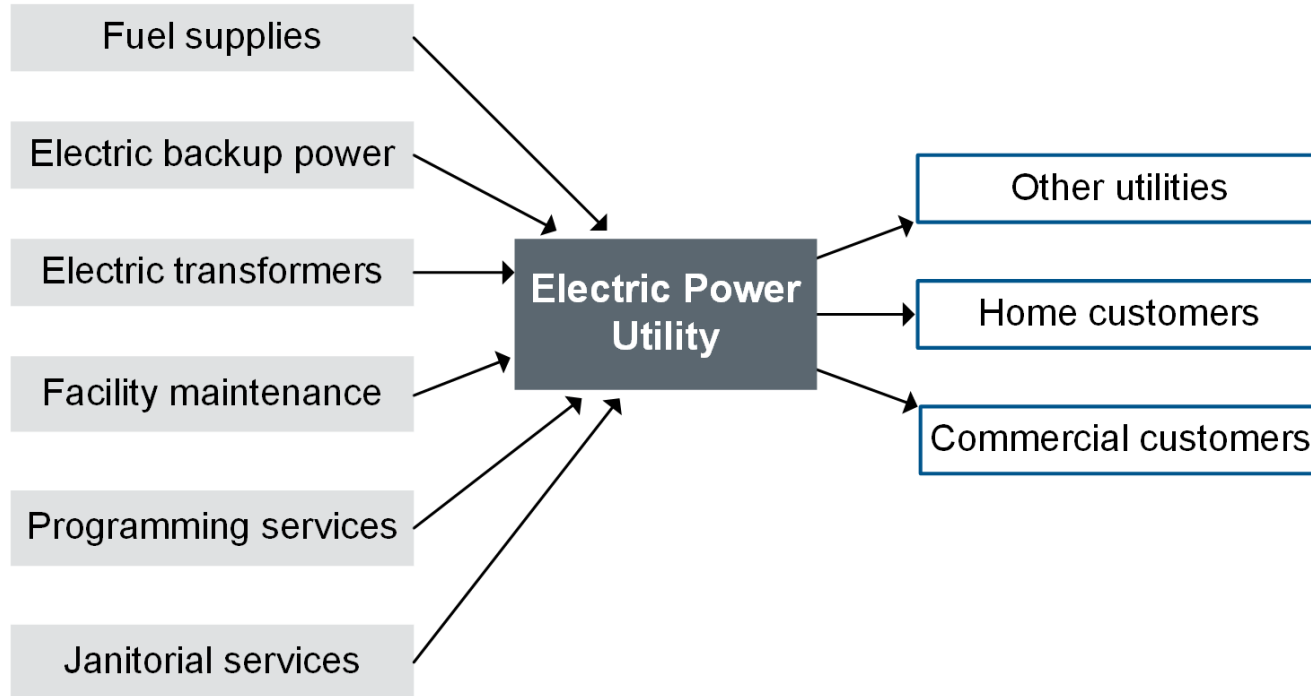 Fuel supplies
Electric backup power
Electric transformers
Facility maintenance
Programming services
Janitorial services
Electric Power
Utility
Other utilities
Home customers
Commercial customers